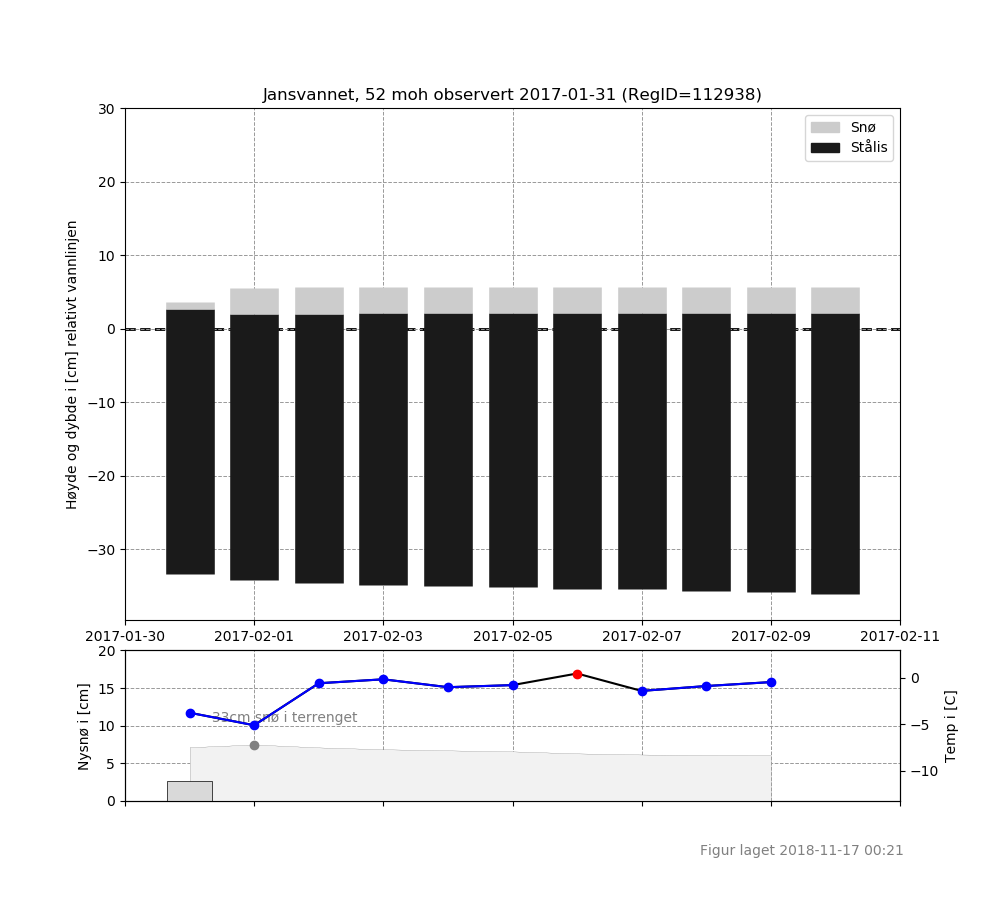 Jansvannet, 52 moh observert 2017-01-31 (RegID=112938)
Snø
Stålis
Høyde og dybde i [cm] relativt vannlinjen
30
20
10
0
−10
−20
−30
2017-01-30 2017-02-01 2017-02-03 2017-02-05 2017-02-07 2017-02-09 2017-02-11
Nysnø i [cm]
20
15
10
5
0
33cm snø i terrenget
0
−5
−10
Temp i [C]
Figur laget 2018-11-17 00:21